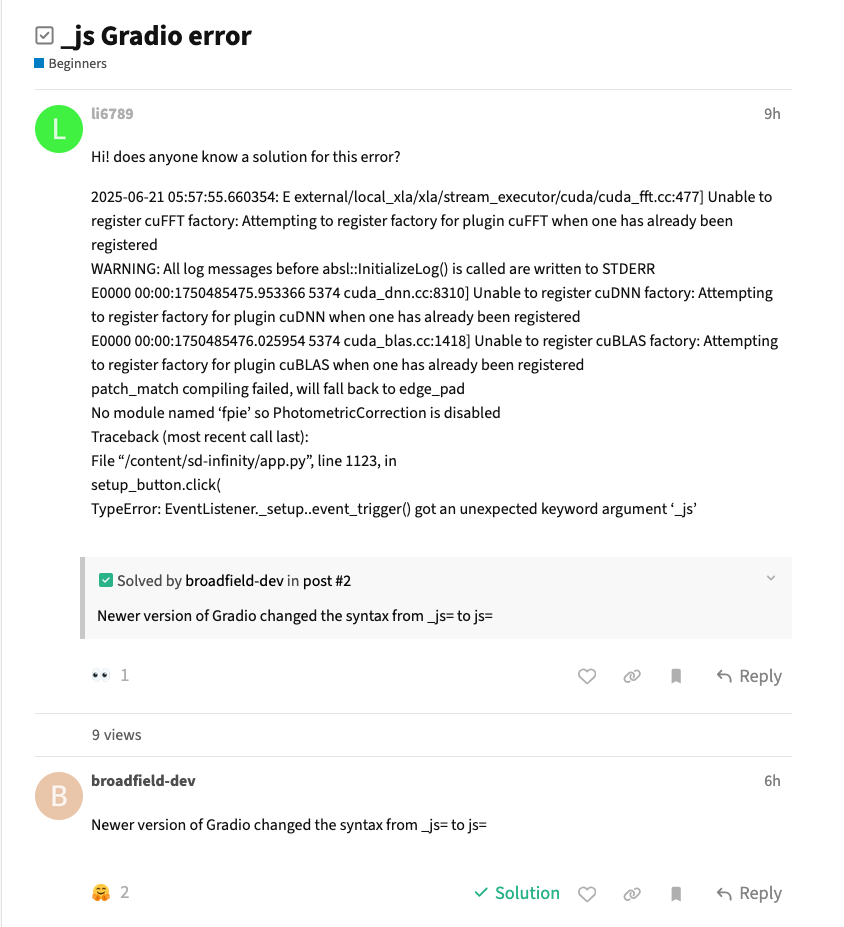 _js Gradio error
Beginners
L
li6789
9h
Hi! does anyone know a solution for this error?
2025-06-21 05:57:55.660354: E external/local_xla/xla/stream_executor/cuda/cuda_fft.cc:477] Unable to
register cuFFT factory: Attempting to register factory for plugin cuFFT when one has already been
registered
WARNING: All log messages before absl::InitializeLog() is called are written to STDERR
E0000 00:00:1750485475.953366 5374 cuda_dnn.cc:8310] Unable to register cuDNN factory: Attempting
to register factory for plugin cuDNN when one has already been registered
E0000 00:00:1750485476.025954 5374 cuda_blas.cc:1418] Unable to register cuBLAS factory: Attempting
to register factory for plugin cuBLAS when one has already been registered
patch_match compiling failed, will fall back to edge_pad
No module named ‘fpie’ so PhotometricCorrection is disabled
Traceback (most recent call last):
File “/content/sd-infinity/app.py”, line 1123, in
setup_button.click(
TypeError: EventListener._setup..event_trigger() got an unexpected keyword argument ‘_js’
Solved by broadfield-dev in post #2
Newer version of Gradio changed the syntax from _js= to js=
1
Reply
9 views
B
broadfield-dev
6h
Newer version of Gradio changed the syntax from _js= to js=
2
Solution
Reply